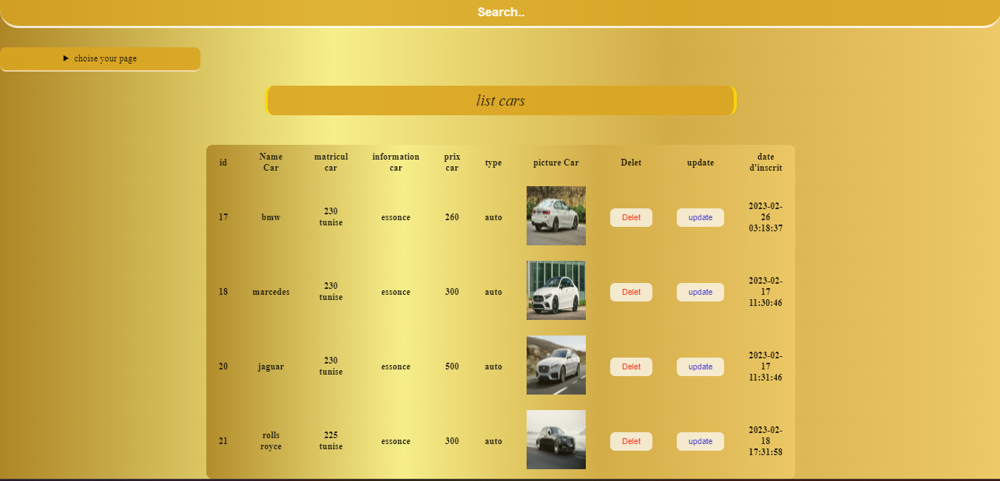 Search..
▶ choise your page
list cars
id Name Car matricul car information car prix car type picture Car Delet update date d'inscrit
17 bmw 230 tunise essonce 260 auto Delet update 2023-02-26 03:18:37
18 marcedes 230 tunise essonce 300 auto Delet update 2023-02-17 11:30:46
20 jaguar 230 tunise essonce 500 auto Delet update 2023-02-17 11:31:46
21 rolls royce 225 tunise essonce 300 auto Delet update 2023-02-18 17:31:58